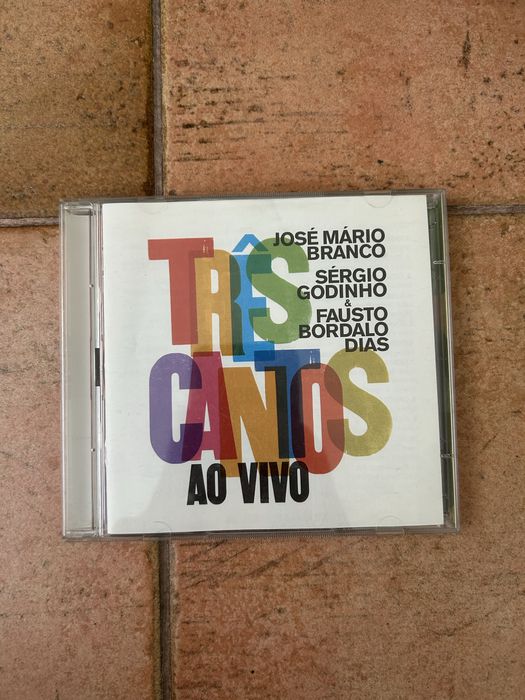 TRÊS
CANTOS
AO VIVO
JOSÉ MÁRIO
BRANCO
SÉRGIO
GODINHO
&
FAUSTO
BORDALO
DIAS